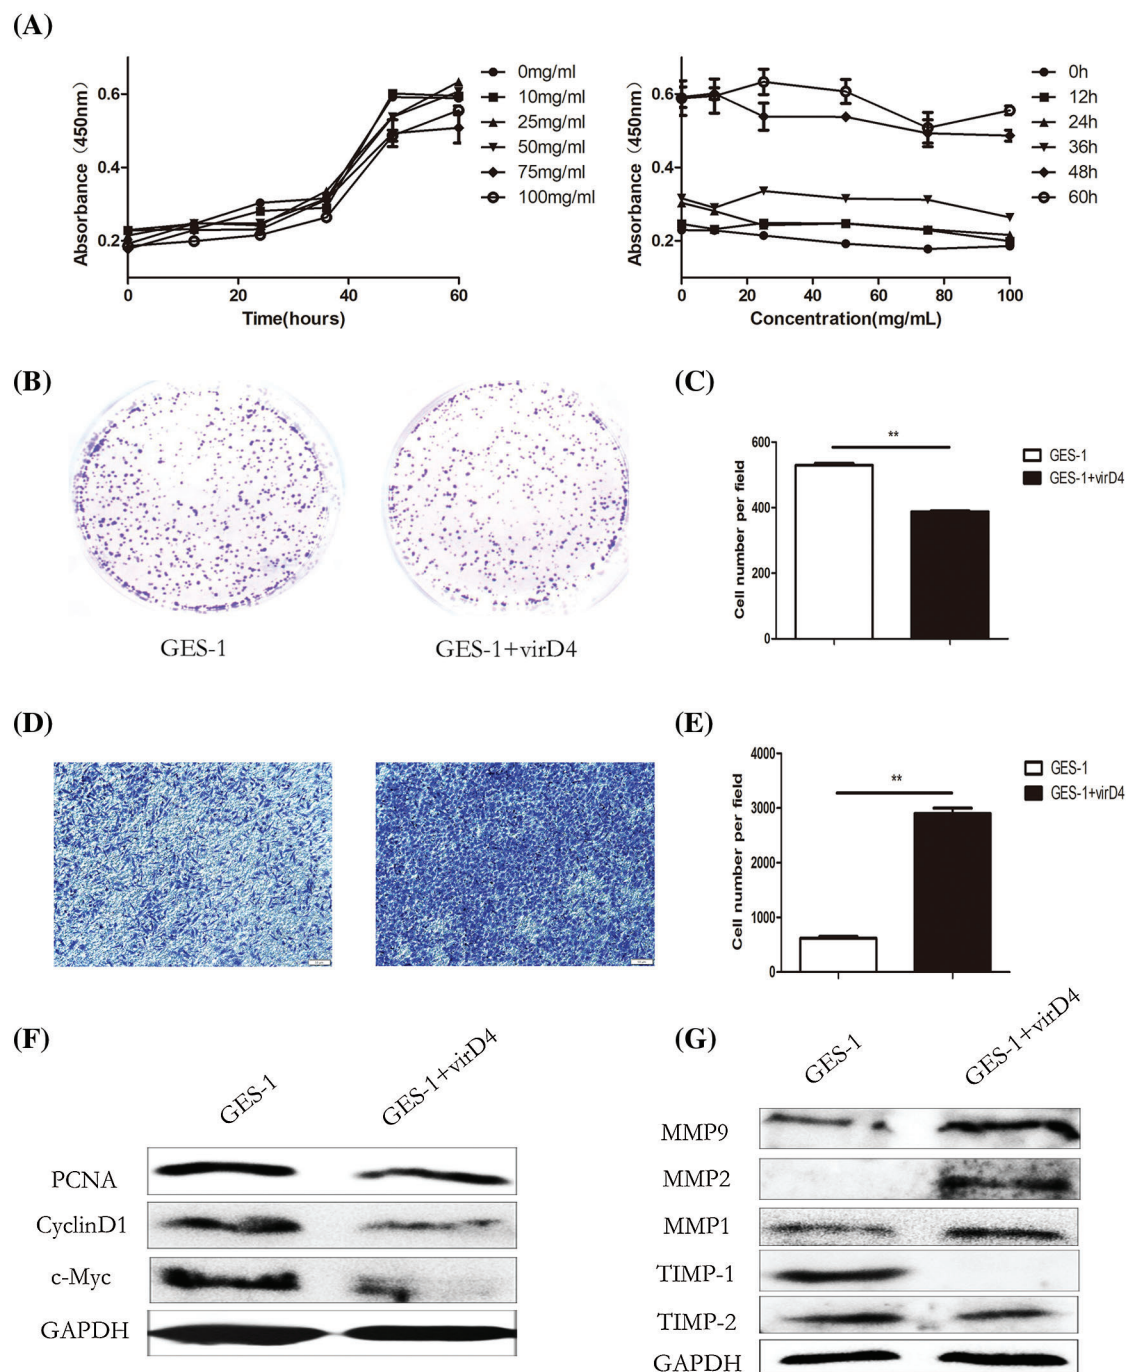 (A)
Absorbance (450nm)
0.6
0.4
0.2
0 20 40 60
Time(hours)
0mg/ml
10mg/ml
25mg/ml
50mg/ml
75mg/ml
100mg/ml
Absorbance (450nm)
0.6
0.4
0.2
0 20 40 60 80 100
Concentration(mg/mL)
0h
12h
24h
36h
48h
60h
(B)
GES-1
GES-1+virD4
(C)
Cell number per field
600
400
200
0
**
GES-1
GES-1+virD4
(D)
(E)
Cell number per field
4000
3000
2000
1000
0
**
GES-1
GES-1+virD4
(F)
GES-1
GES-1+virD4
PCNA
CyclinD1
c-Myc
GAPDH
(G)
GES-1
GES-1+virD4
MMP9
MMP2
MMP1
TIMP-1
TIMP-2
GAPDH